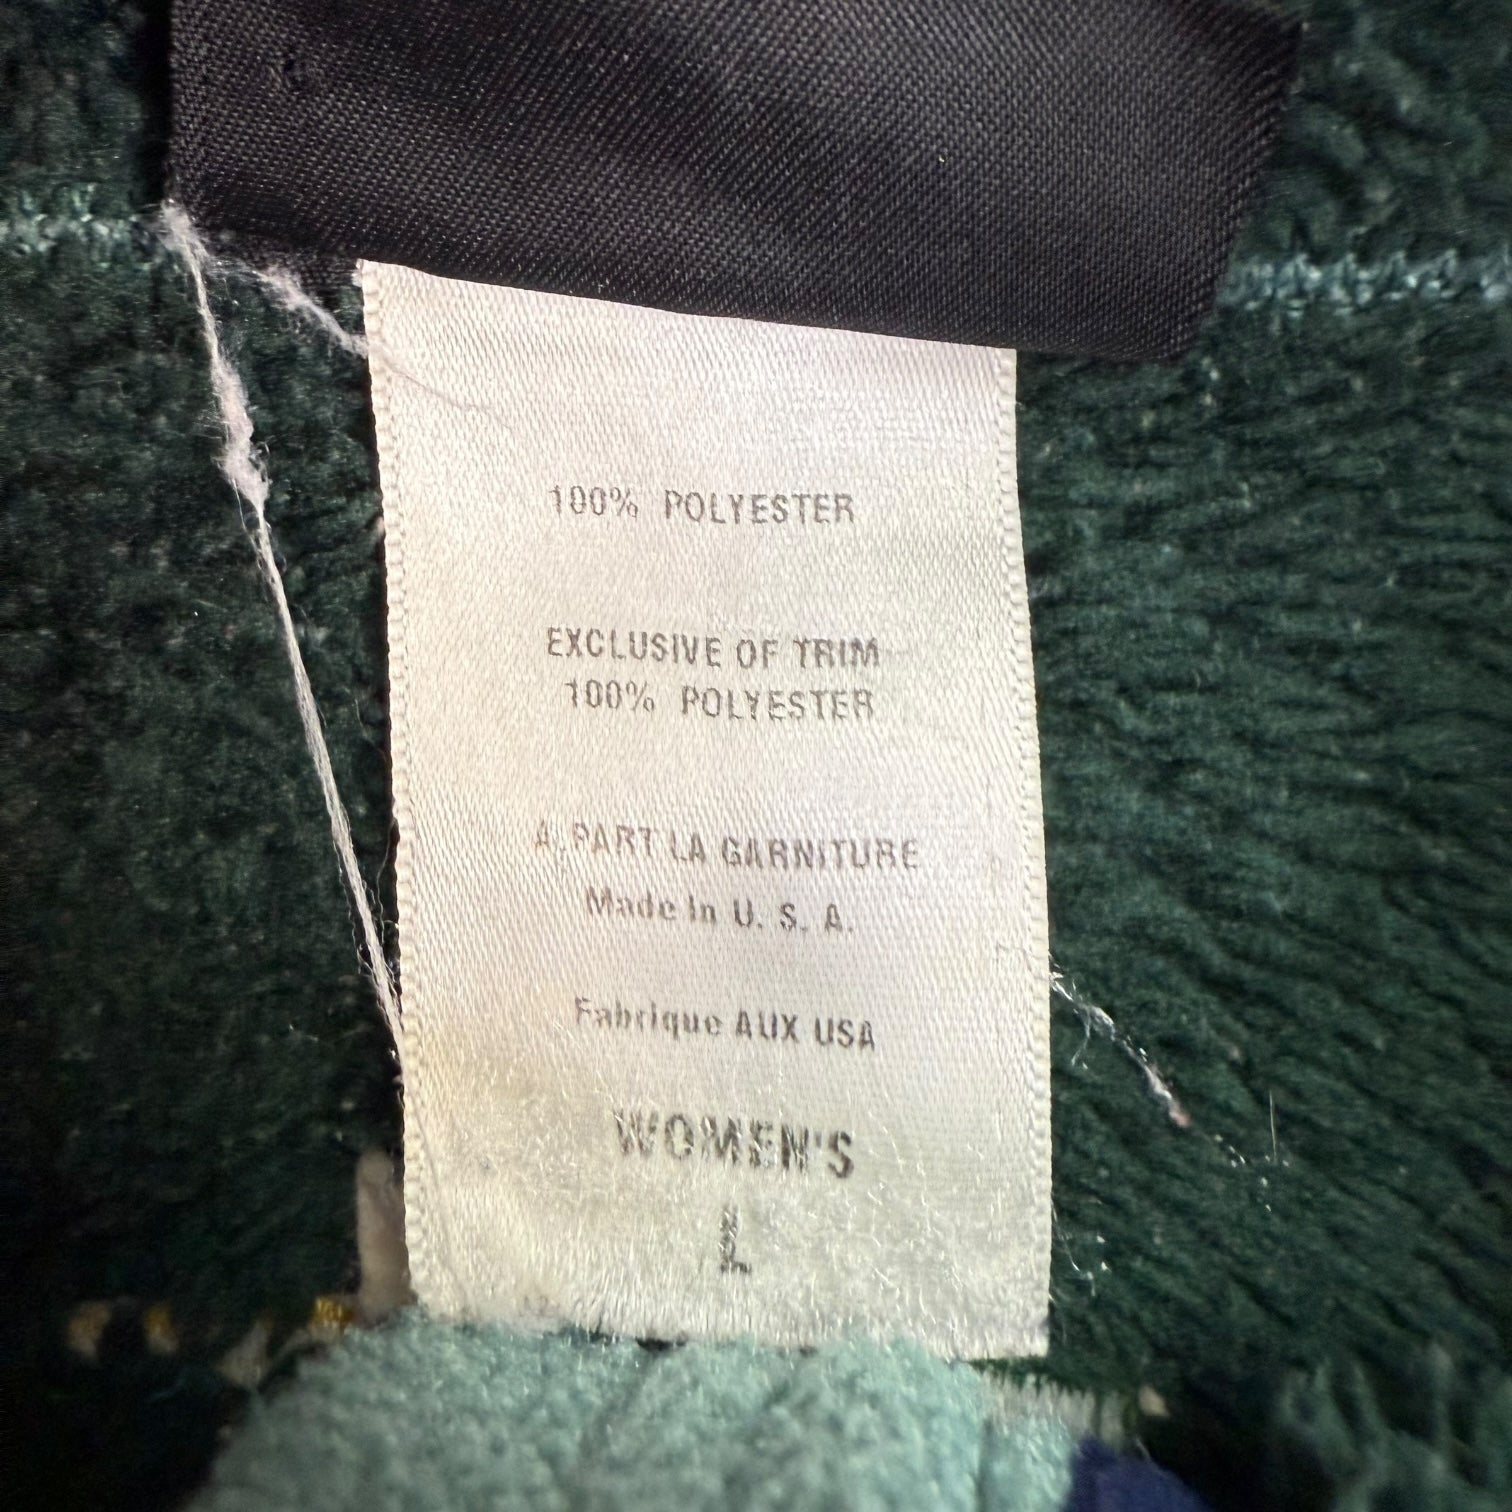 100% POLYESTER
EXCLUSIVE OF TRIM
100% POLYESTER
A PART LA GARNITURE
Made In U. S. A.
Fabrique AUX USA
WOMEN'S
L